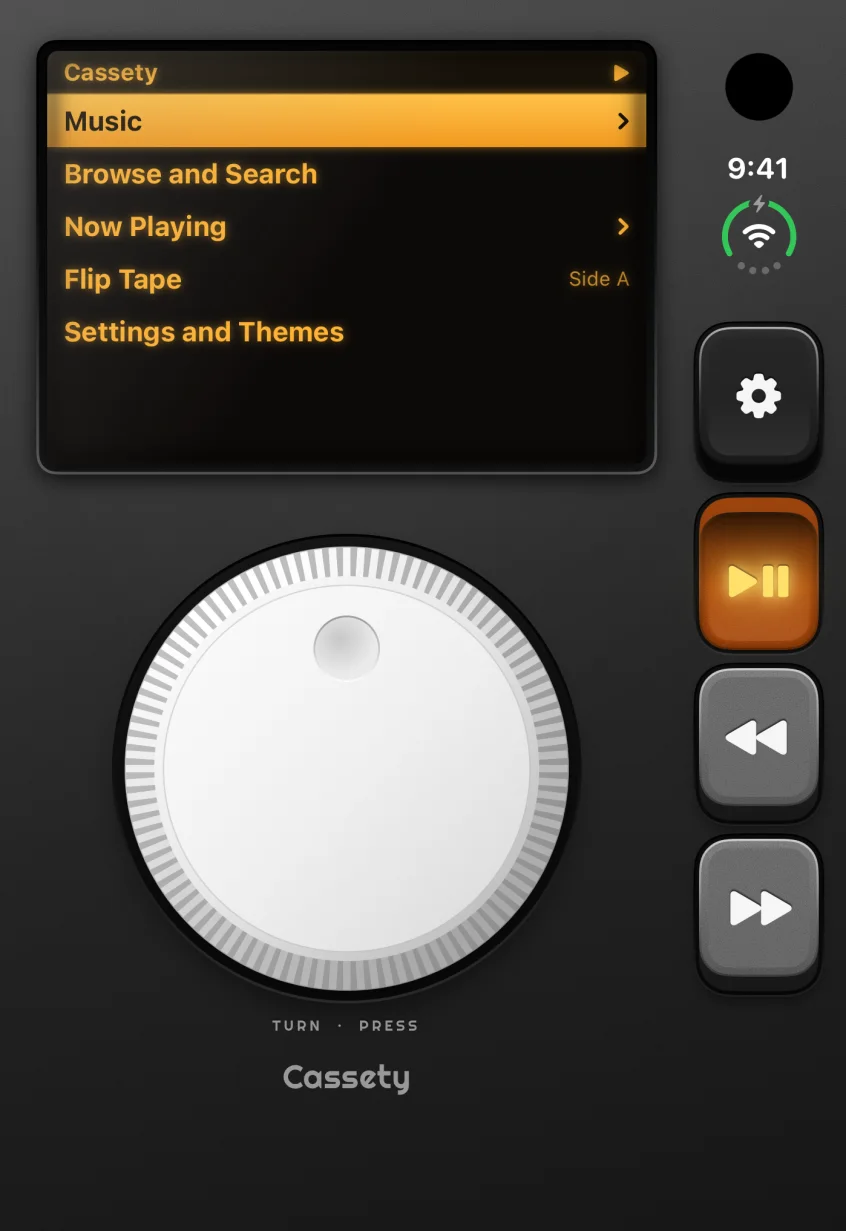 Cassety
Music
Browse and Search
Now Playing
Flip Tape Side A
Settings and Themes
9:41
TURN · PRESS
Cassety